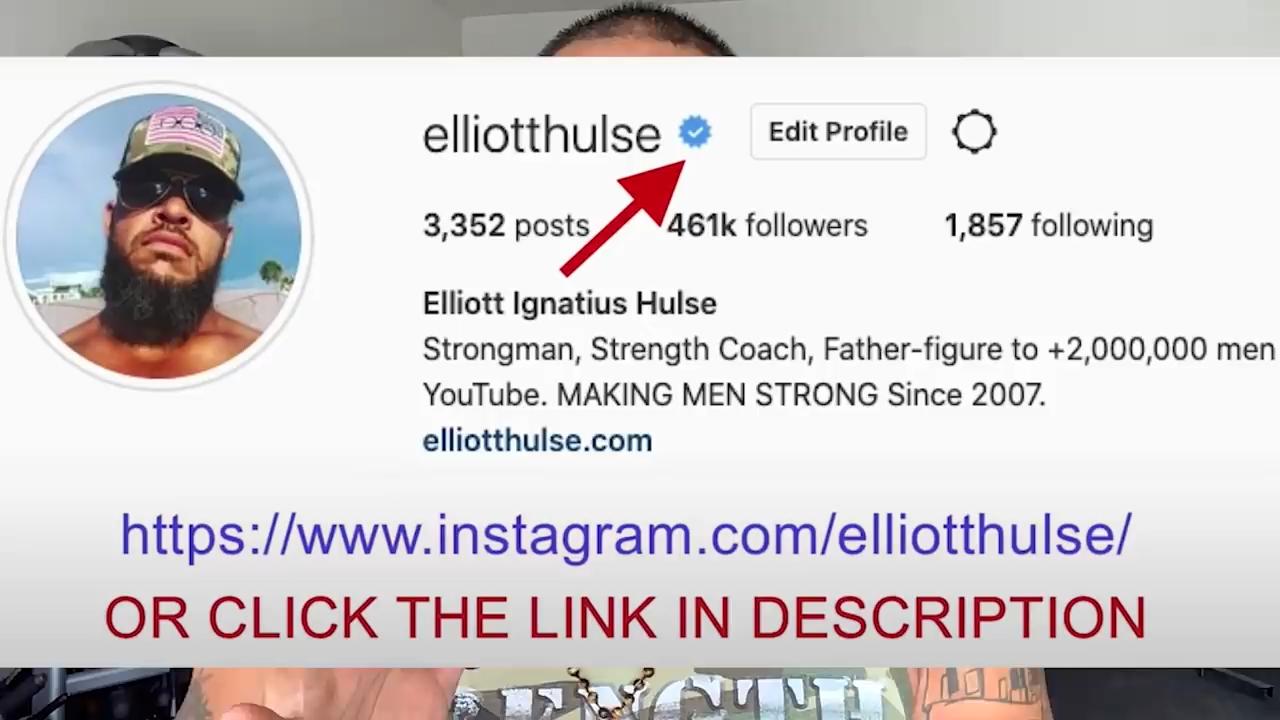 elliotthulse Edit Profile
3,352 posts 461k followers 1,857 following
Elliott Ignatius Hulse
Strongman, Strength Coach, Father-figure to +2,000,000 men
YouTube. MAKING MEN STRONG Since 2007.
elliotthulse.com
https://www.instagram.com/elliotthulse/
OR CLICK THE LINK IN DESCRIPTION